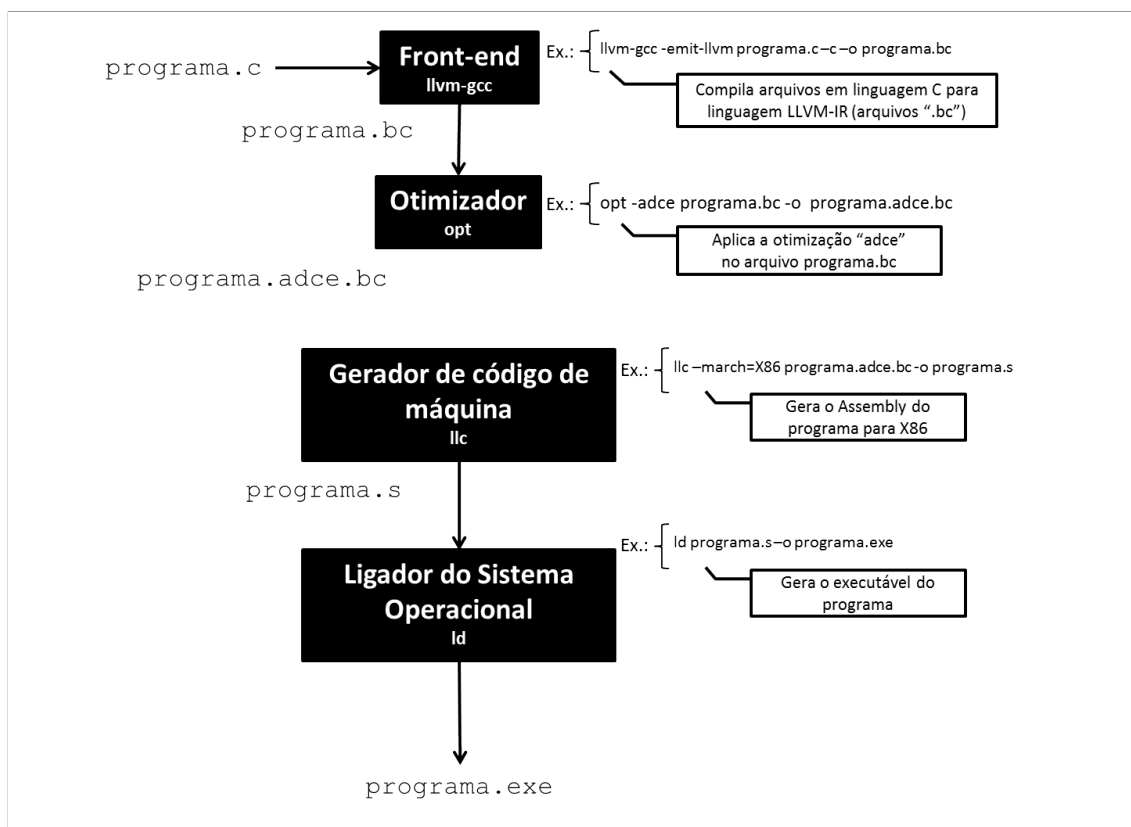 programa.c
Front-end
llvm-gcc
Ex.:
llvm-gcc -emit-llvm programa.c–c –o programa.bc
Compila arquivos em linguagem C para
linguagem LLVM-IR (arquivos “.bc”)
programa.bc
Otimizador
opt
Ex.:
opt -adce programa.bc -o programa.adce.bc
Aplica a otimização “adce”
no arquivo programa.bc
programa.adce.bc
Gerador de código de
máquina
llc
Ex.:
llc –march=X86 programa.adce.bc -o programa.s
Gera o Assembly do
programa para X86
programa.s
Ligador do Sistema
Operacional
ld
Ex.:
ld programa.s–o programa.exe
Gera o executável do
programa
programa.exe